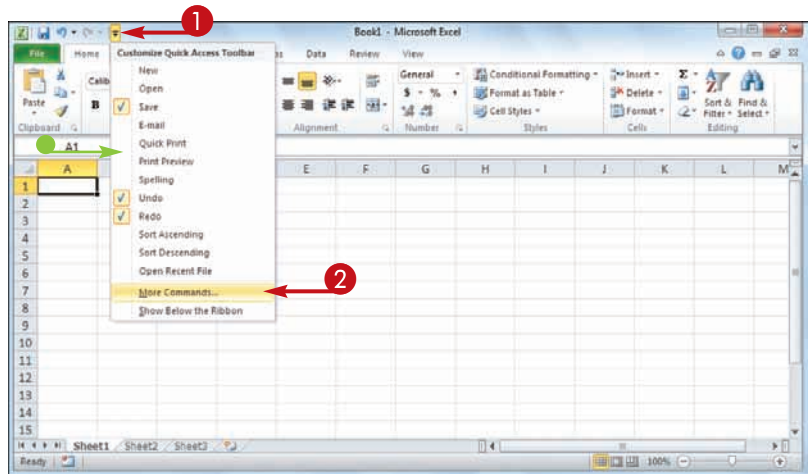 1
Book1 - Microsoft Excel
File Home Data Review View
Customize Quick Access Toolbar
New
Open
Save
E-mail
Quick Print
Print Preview
Spelling
Undo
Redo
Sort Ascending
Sort Descending
Open Recent File
More Commands...
Show Below the Ribbon
2
Paste
Clipboard
Calib
B
Alignment
General
$ % ,
Number
Conditional Formatting
Format as Table
Cell Styles
Styles
Insert
Delete
Format
Cells
Σ
Sort & Filter
Find & Select
Editing
A1
A E F G H I J K L M
1
2
3
4
5
6
7
8
9
10
11
12
13
14
15
Sheet1 Sheet2 Sheet3
Ready 100%